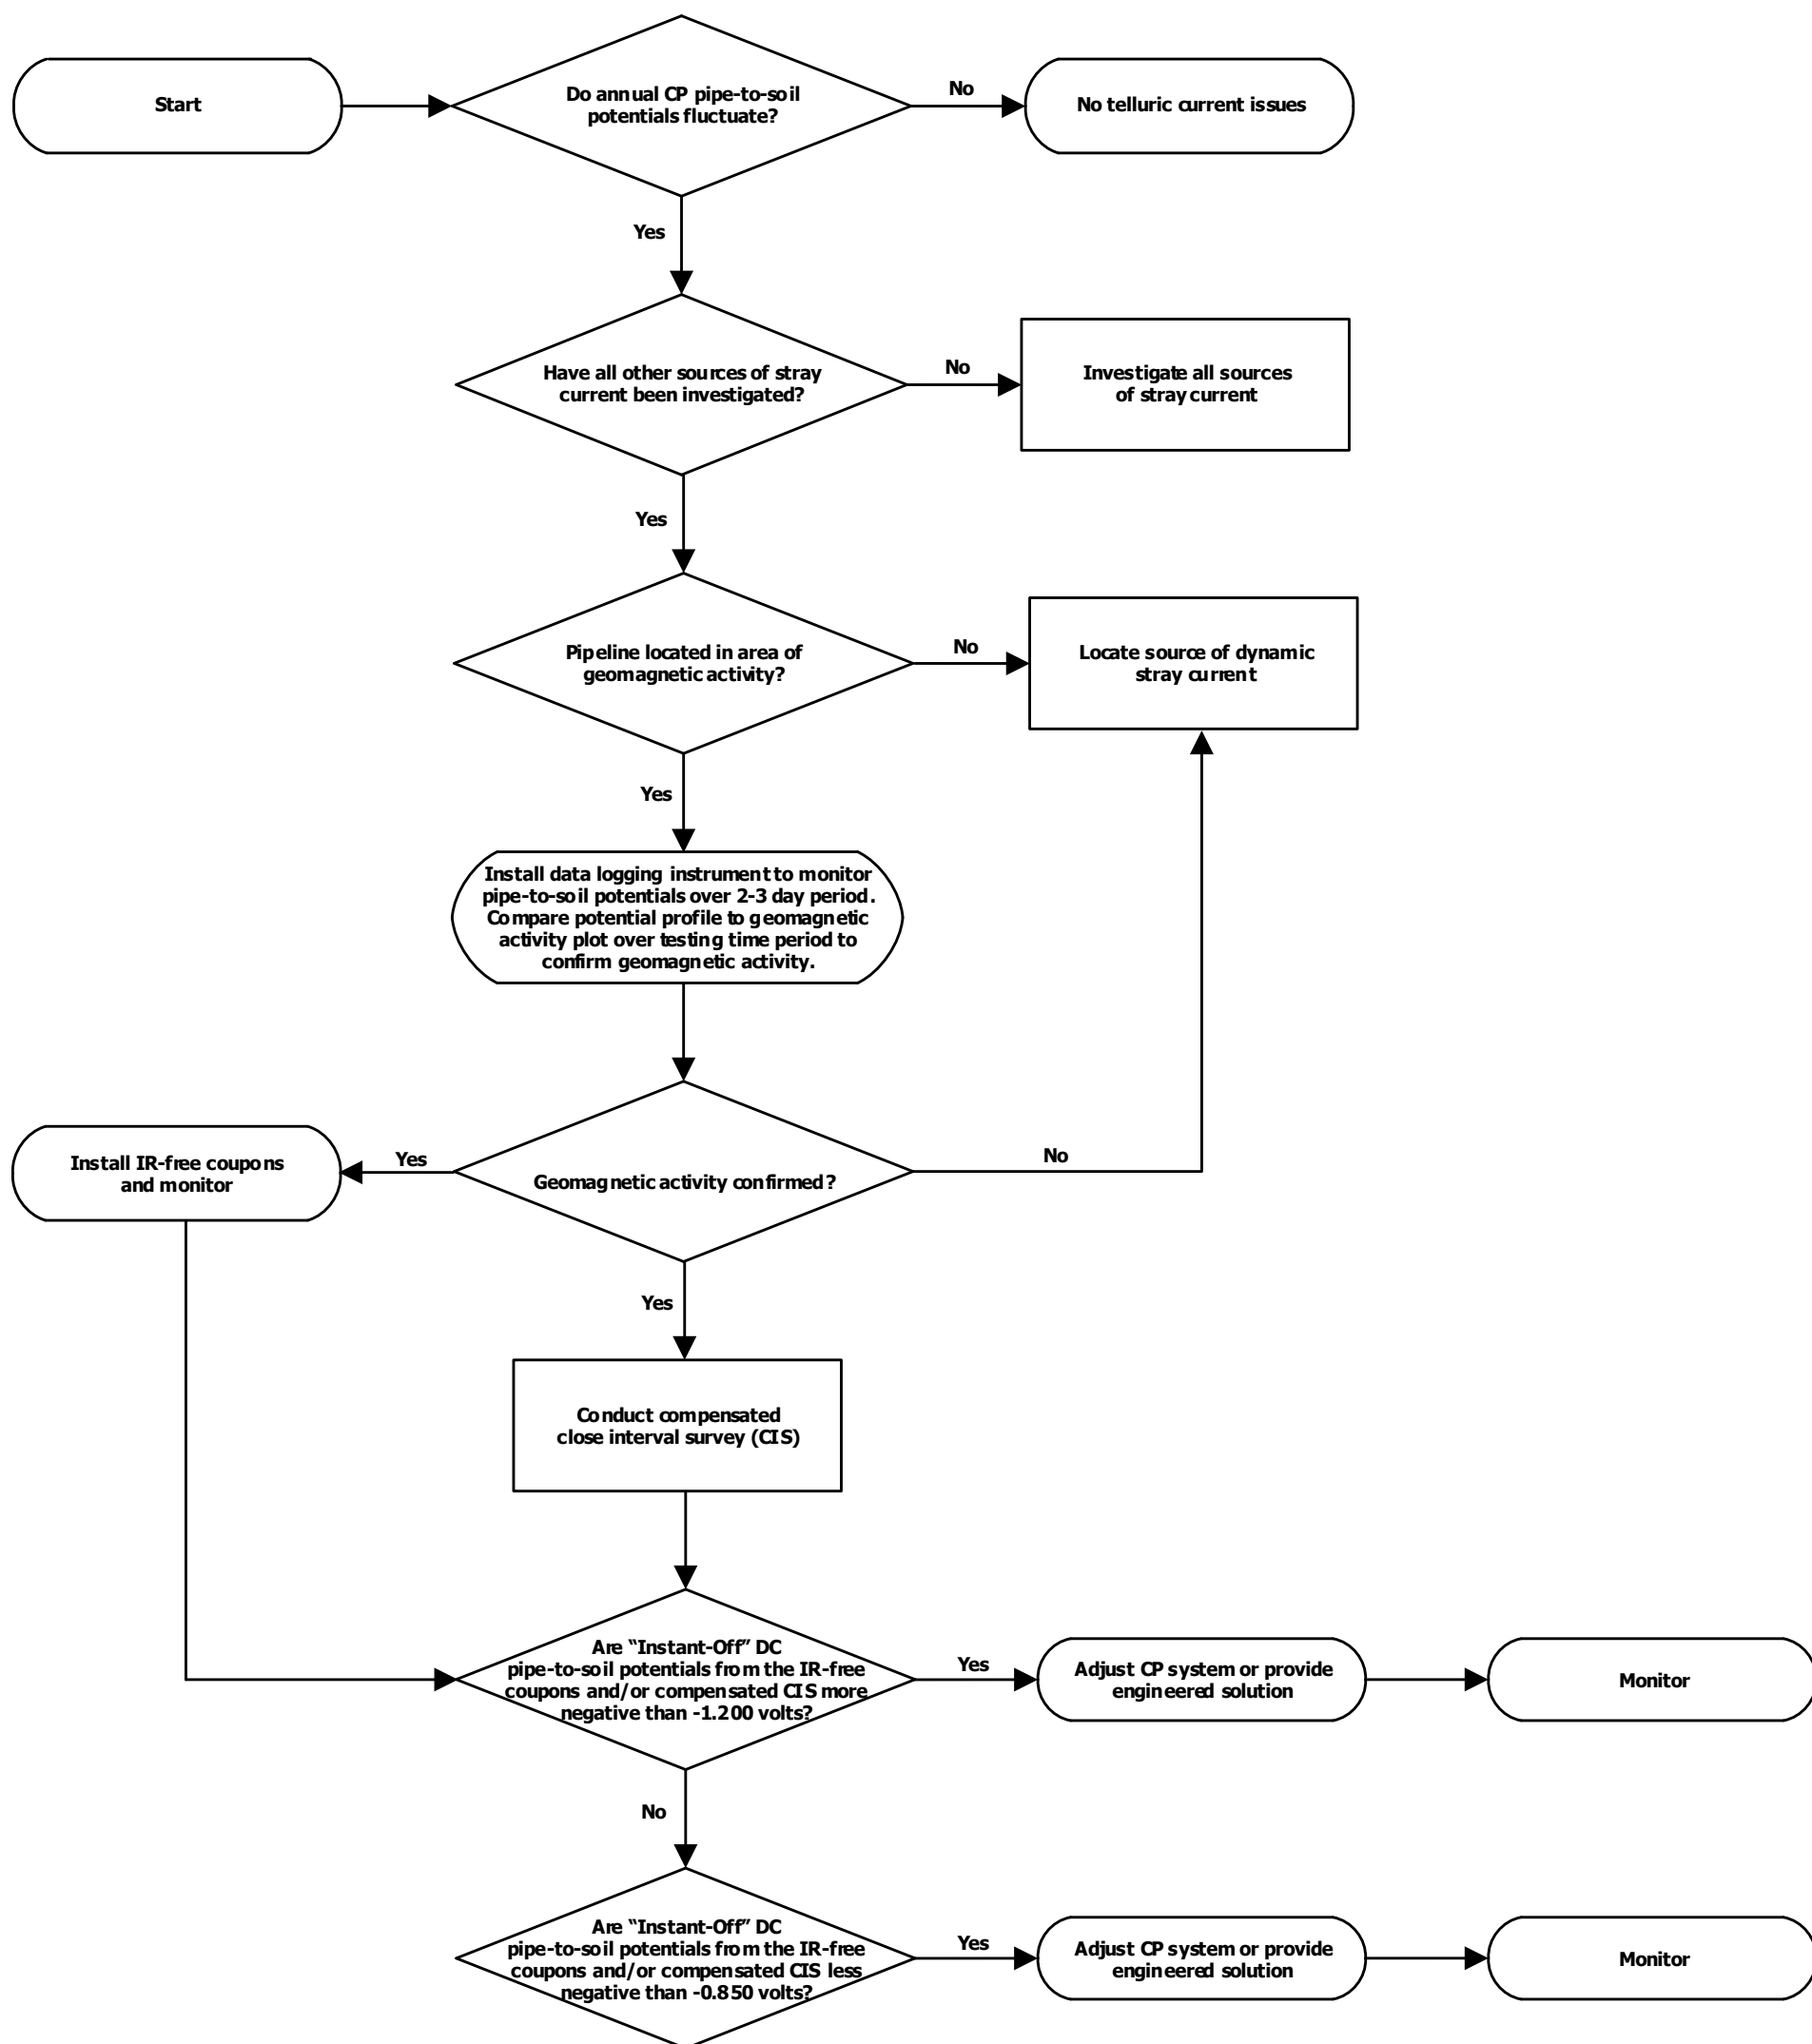 Start
Do annual CP pipe-to-soil
potentials fluctuate?
No
No telluric current issues
Yes
Have all other sources of stray
current been investigated?
No
Investigate all sources
of stray current
Yes
Pipeline located in area of
geomagnetic activity?
No
Locate source of dynamic
stray current
Yes
Install data logging instrument to monitor
pipe-to-soil potentials over 2-3 day period.
Compare potential profile to geomagnetic
activity plot over testing time period to
confirm geomagnetic activity.
Install IR-free coupons
and monitor
Yes
Geomagnetic activity confirmed?
No
Yes
Conduct compensated
close interval survey (CIS)
Are “Instant-Off” DC
pipe-to-soil potentials from the IR-free
coupons and/or compensated CIS more
negative than -1.200 volts?
Yes
Adjust CP system or provide
engineered solution
Monitor
No
Are “Instant-Off” DC
pipe-to-soil potentials from the IR-free
coupons and/or compensated CIS less
negative than -0.850 volts?
Yes
Adjust CP system or provide
engineered solution
Monitor